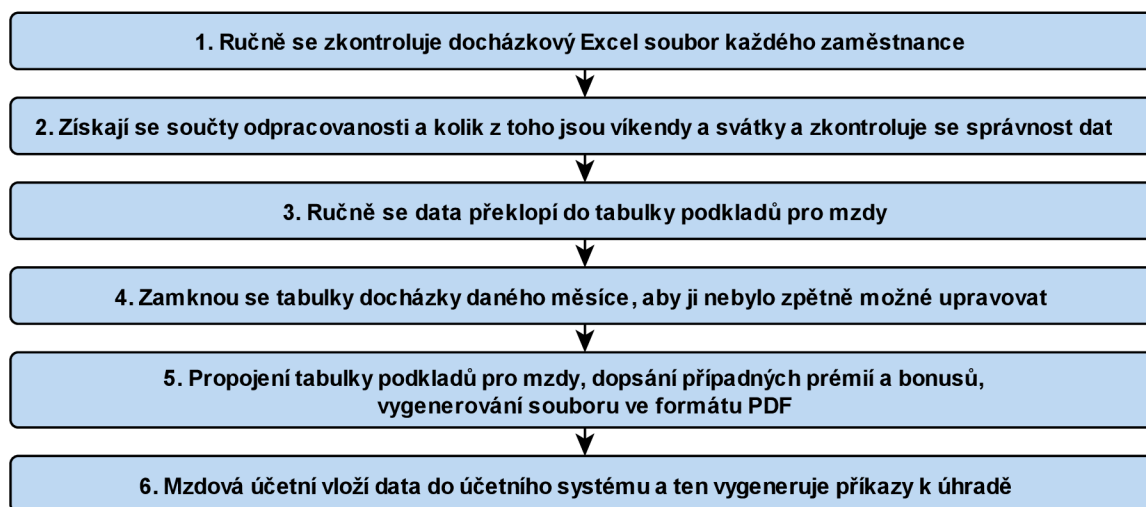 1. Ručně se zkontroluje docházkový Excel soubor každého zaměstnance
2. Získají se součty odpracovanosti a kolik z toho jsou víkendy a svátky a zkontroluje se správnost dat
3. Ručně se data překlopí do tabulky podkladů pro mzdy
4. Zamknou se tabulky docházky daného měsíce, aby ji nebylo zpětně možné upravovat
5. Propojení tabulky podkladů pro mzdy, dopsání případných prémií a bonusů,
vygenerování souboru ve formátu PDF
6. Mzdová účetní vloží data do účetního systému a ten vygeneruje příkazy k úhradě